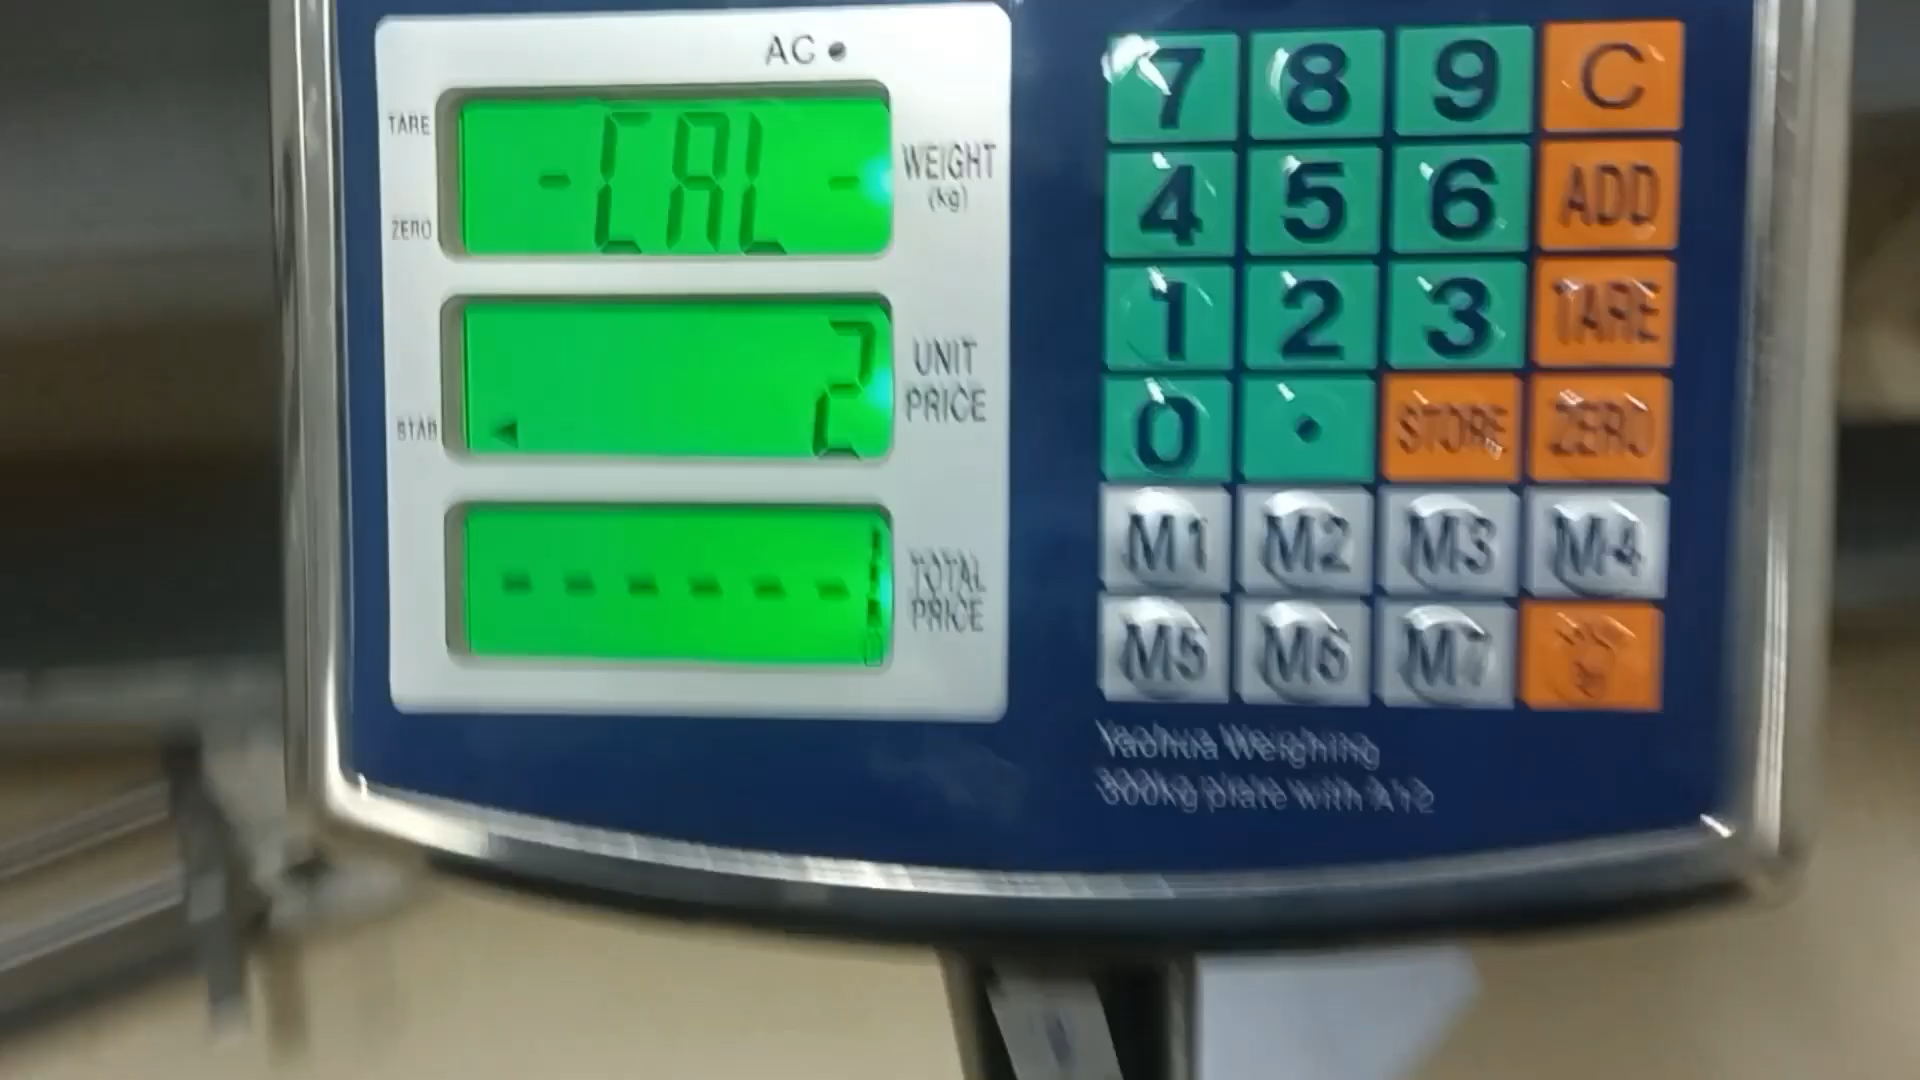 AC
TARE
-CAL -
WEIGHT
(kg)
ZERO
2
UNIT
PRICE
STAB
------
TOTAL
PRICE
7 8 9 C
4 5 6 ADD
1 2 3 TARE
0 . STORE ZERO
M1 M2 M3 M4
M5 M6 M7
Yaohua Weighing
300kg plate with A12